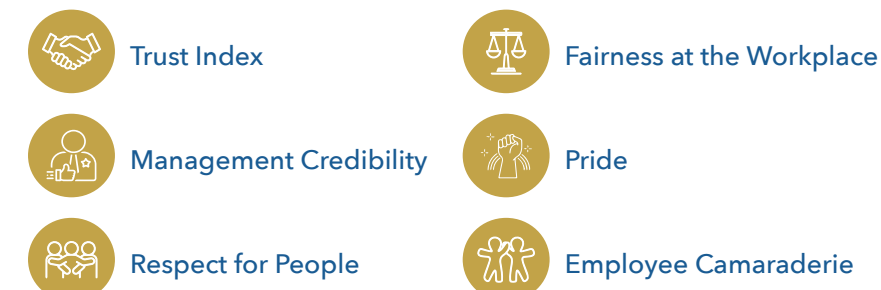 Trust Index
Fairness at the Workplace
Management Credibility
Pride
Respect for People
Employee Camaraderie